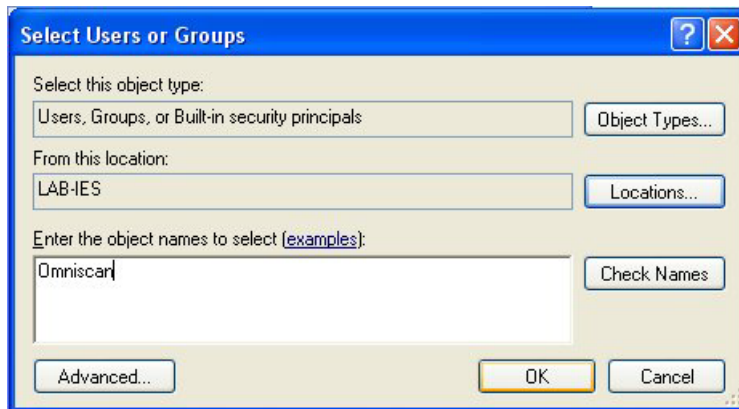 Select Users or Groups
Select this object type:
Users, Groups, or Built-in security principals
Object Types...
From this location:
LAB-IES
Locations...
Enter the object names to select (examples):
Omniscan
Check Names
Advanced...
OK
Cancel